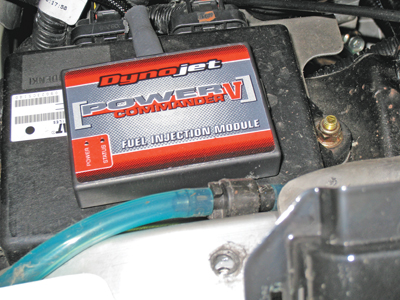 Dynojet
POWER V
COMMANDER
FUEL INJECTION MODULE
POWER
STATUS